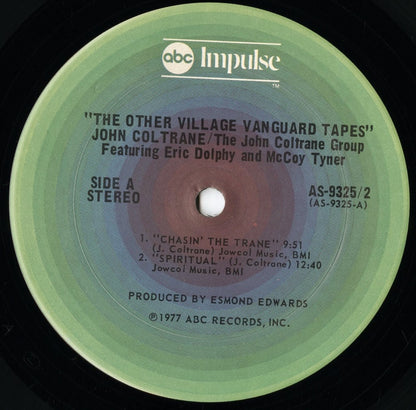 abc Impulse
TM
"THE OTHER VILLAGE VANGUARD TAPES"
JOHN COLTRANE/The John Coltrane Group
Featuring Eric Dolphy and McCoy Tyner
SIDE A
STEREO
AS-9325/2
(AS-9325-A)
1. "CHASIN' THE TRANE" 9:51
(J. Coltrane) Jowcol Music, BMI
2. "SPIRITUAL" (J. Coltrane) 12:40
Jowcol Music, BMI
PRODUCED BY ESMOND EDWARDS
℗1977 ABC RECORDS, INC.